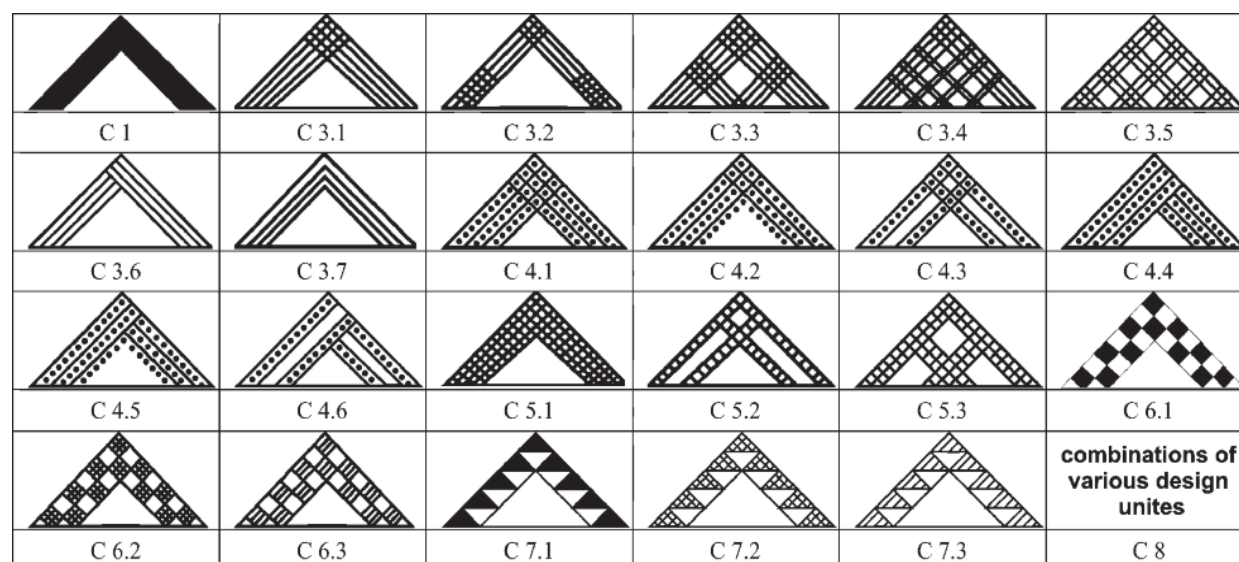 C 1 C 3.1 C 3.2 C 3.3 C 3.4 C 3.5
C 3.6 C 3.7 C 4.1 C 4.2 C 4.3 C 4.4
C 4.5 C 4.6 C 5.1 C 5.2 C 5.3 C 6.1
combinations of
various design
unites
C 6.2 C 6.3 C 7.1 C 7.2 C 7.3 C 8